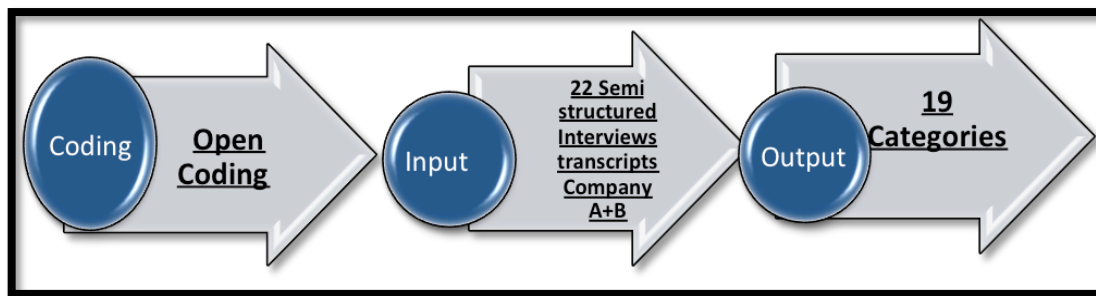 Coding
Open
Coding
Input
22 Semi
structured
Interviews
transcripts
Company
A+B
Output
19
Categories